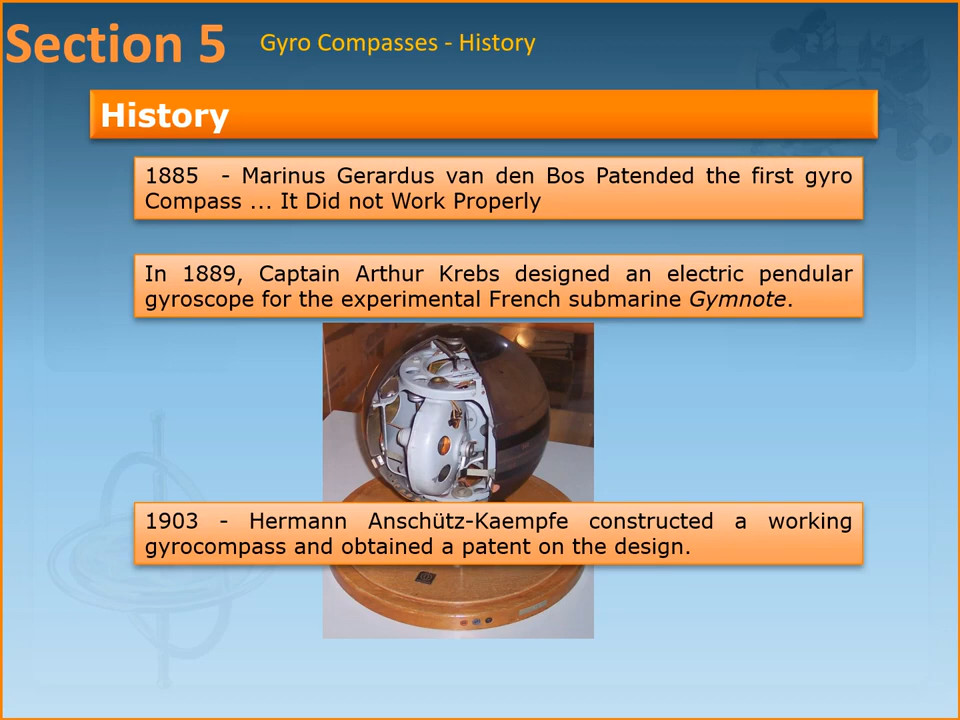 Section 5
Gyro Compasses - History
History
1885 - Marinus Gerardus van den Bos Patended the first gyro
Compass ... It Did not Work Properly
In 1889, Captain Arthur Krebs designed an electric pendular
gyroscope for the experimental French submarine Gymnote.
1903 - Hermann Anschütz-Kaempfe constructed a working
gyrocompass and obtained a patent on the design.